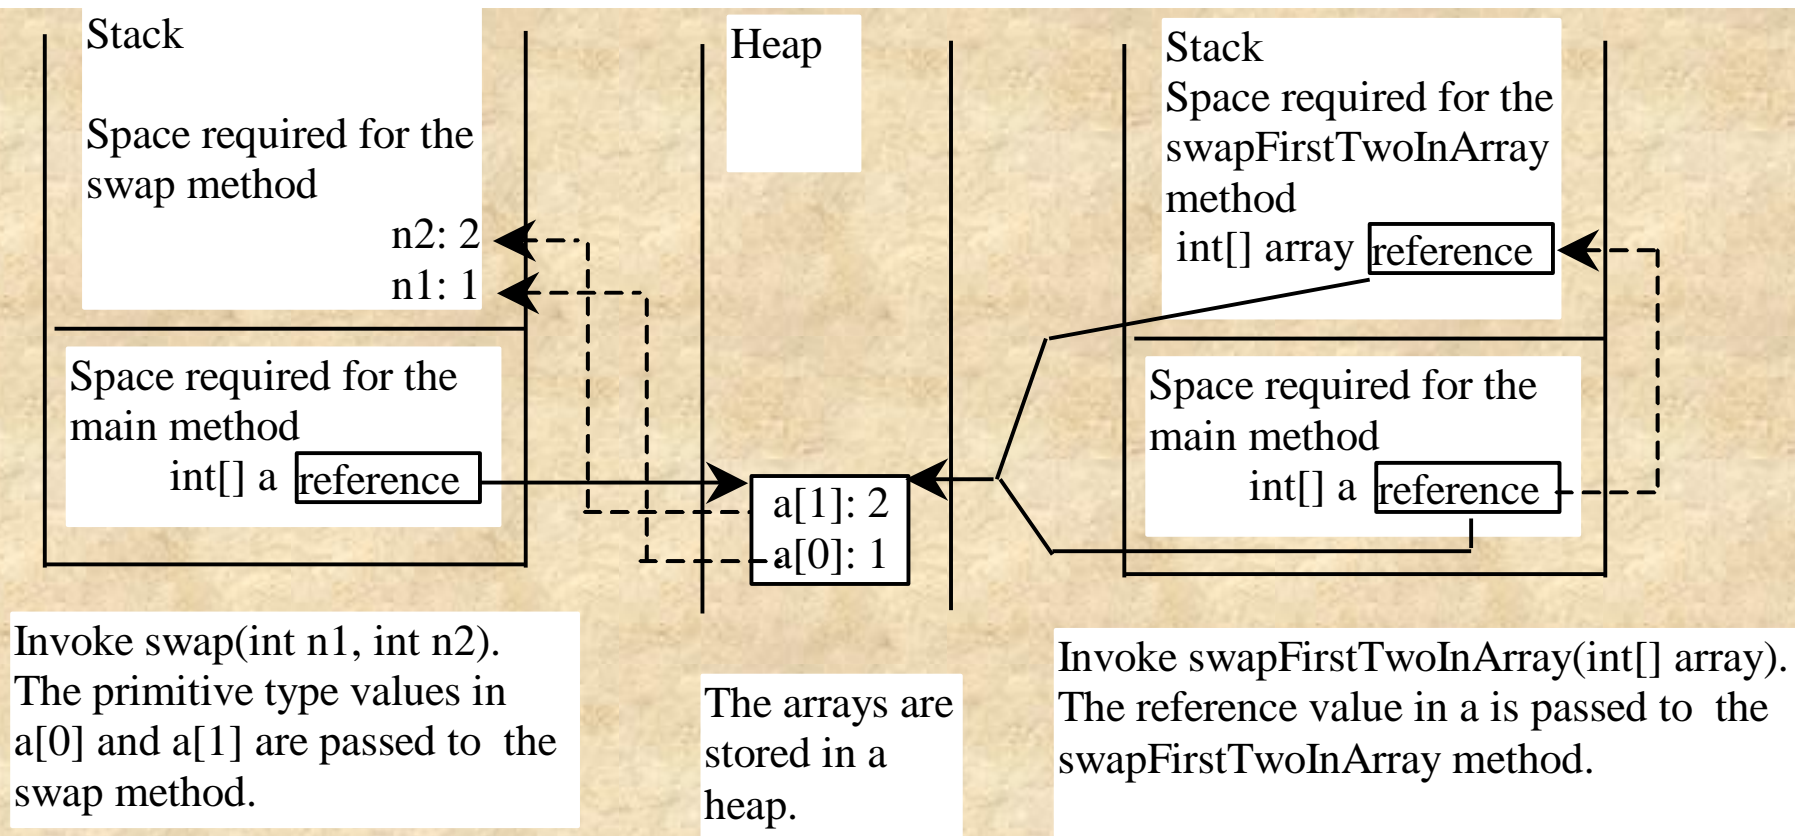 Stack
Space required for the
swap method
n2: 2
n1: 1
Space required for the
main method
int[] a reference
Invoke swap(int n1, int n2).
The primitive type values in
a[0] and a[1] are passed to the
swap method.
Heap
a[1]: 2
a[0]: 1
The arrays are
stored in a
heap.
Stack
Space required for the
swapFirstTwoInArray
method
int[] array reference
Space required for the
main method
int[] a reference
Invoke swapFirstTwoInArray(int[] array).
The reference value in a is passed to the
swapFirstTwoInArray method.